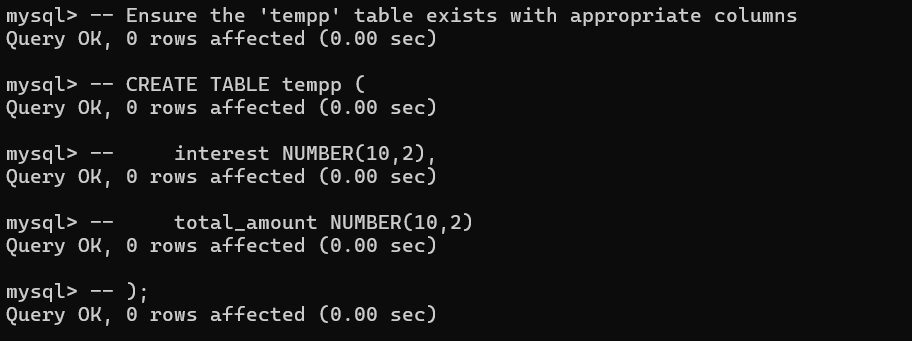 mysql> -- Ensure the 'tempp' table exists with appropriate columns
Query OK, 0 rows affected (0.00 sec)
mysql> -- CREATE TABLE tempp (
Query OK, 0 rows affected (0.00 sec)
mysql> --     interest NUMBER(10,2),
Query OK, 0 rows affected (0.00 sec)
mysql> --     total_amount NUMBER(10,2)
Query OK, 0 rows affected (0.00 sec)
mysql> -- );
Query OK, 0 rows affected (0.00 sec)